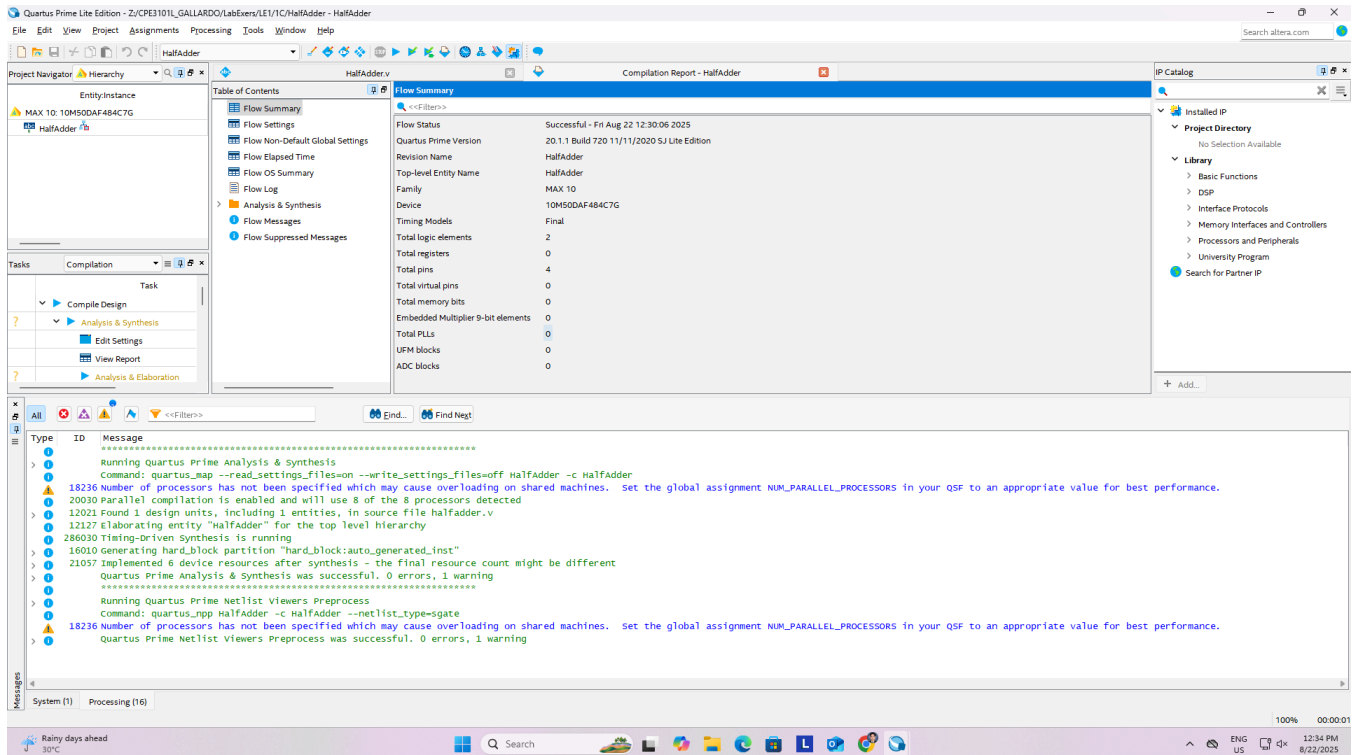 Quartus Prime Lite Edition - Z:/CPE3101L_GALLARDO/LabExers/LE1/1C/HalfAdder - HalfAdder
File Edit View Project Assignments Processing Tools Window Help
Search altera.com
HalfAdder
Project Navigator Hierarchy
Entity:Instance
MAX 10: 10M50DAF484C7G
HalfAdder
Tasks Compilation
Task
Compile Design
? Analysis & Synthesis
Edit Settings
View Report
? Analysis & Elaboration
HalfAdder.v
Compilation Report - HalfAdder
Table of Contents
Flow Summary
Flow Settings
Flow Non-Default Global Settings
Flow Elapsed Time
Flow OS Summary
Flow Log
Analysis & Synthesis
Flow Messages
Flow Suppressed Messages
Flow Summary
<<Filter>>
Flow Status Successful - Fri Aug 22 12:30:06 2025
Quartus Prime Version 20.1.1 Build 720 11/11/2020 SJ Lite Edition
Revision Name HalfAdder
Top-level Entity Name HalfAdder
Family MAX 10
Device 10M50DAF484C7G
Timing Models Final
Total logic elements 2
Total registers 0
Total pins 4
Total virtual pins 0
Total memory bits 0
Embedded Multiplier 9-bit elements 0
Total PLLs 0
UFM blocks 0
ADC blocks 0
IP Catalog
Installed IP
Project Directory
No Selection Available
Library
Basic Functions
DSP
Interface Protocols
Memory Interfaces and Controllers
Processors and Peripherals
University Program
Search for Partner IP
+ Add...
All <<Filter>> Find... Find Next
Type ID Message
*******************************************************************
Running Quartus Prime Analysis & Synthesis
Command: quartus_map --read_settings_files=on --write_settings_files=off HalfAdder -c HalfAdder
18236 Number of processors has not been specified which may cause overloading on shared machines. Set the global assignment NUM_PARALLEL_PROCESSORS in your QSF to an appropriate value for best performance.
20030 Parallel compilation is enabled and will use 8 of the 8 processors detected
12021 Found 1 design units, including 1 entities, in source file halfadder.v
12127 Elaborating entity "HalfAdder" for the top level hierarchy
286030 Timing-Driven Synthesis is running
16010 Generating hard_block partition "hard_block:auto_generated_inst"
21057 Implemented 6 device resources after synthesis - the final resource count might be different
Quartus Prime Analysis & Synthesis was successful. 0 errors, 1 warning
*******************************************************************
Running Quartus Prime Netlist Viewers Preprocess
Command: quartus_npp HalfAdder -c HalfAdder --netlist_type=sgate
18236 Number of processors has not been specified which may cause overloading on shared machines. Set the global assignment NUM_PARALLEL_PROCESSORS in your QSF to an appropriate value for best performance.
Quartus Prime Netlist Viewers Preprocess was successful. 0 errors, 1 warning
Messages
System (1) Processing (16)
100% 00:00:01
Rainy days ahead
30°C
Search
L
ENG
US
12:34 PM
8/22/2025